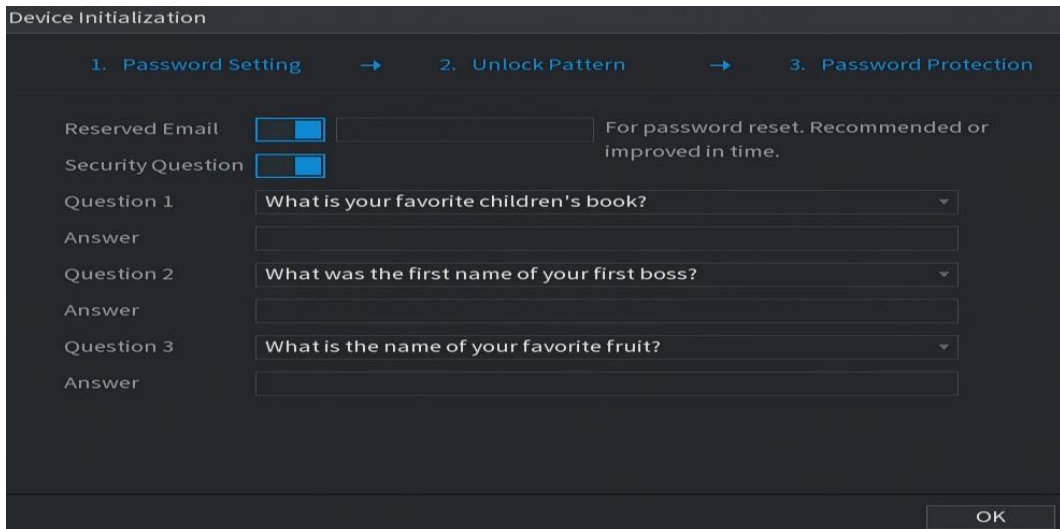 Device Initialization
1. Password Setting → 2. Unlock Pattern → 3. Password Protection
Reserved Email For password reset. Recommended or
improved in time.
Security Question
Question 1 What is your favorite children's book?
Answer
Question 2 What was the first name of your first boss?
Answer
Question 3 What is the name of your favorite fruit?
Answer
OK